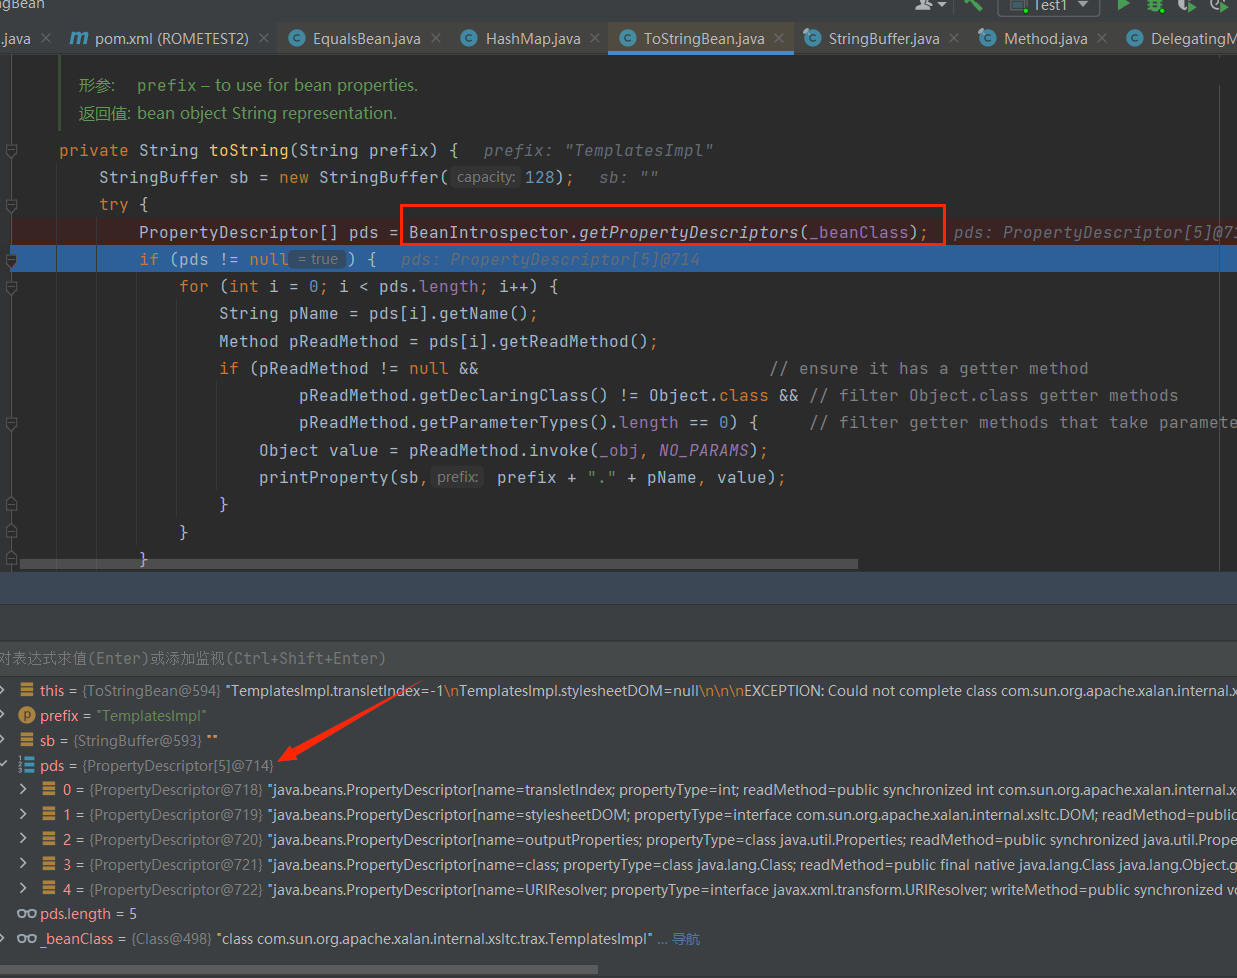 ngBean
Test1
.java
pom.xml (ROMETEST2)
EqualsBean.java
HashMap.java
ToStringBean.java
StringBuffer.java
Method.java
DelegatingM
形参: prefix – to use for bean properties.
返回值: bean object String representation.
private String toString(String prefix) { prefix: "TemplatesImpl"
StringBuffer sb = new StringBuffer( capacity: 128); sb: ""
try {
PropertyDescriptor[] pds = BeanIntrospector.getPropertyDescriptors(_beanClass); pds: PropertyDescriptor[5]@71
if (pds != null = true ) { pds: PropertyDescriptor[5]@714
for (int i = 0; i < pds.length; i++) {
String pName = pds[i].getName();
Method pReadMethod = pds[i].getReadMethod();
if (pReadMethod != null && // ensure it has a getter method
pReadMethod.getDeclaringClass() != Object.class && // filter Object.class getter methods
pReadMethod.getParameterTypes().length == 0) { // filter getter methods that take paramete
Object value = pReadMethod.invoke(_obj, NO_PARAMS);
printProperty(sb, prefix: prefix + "." + pName, value);
}
}
}
对表达式求值(Enter)或添加监视(Ctrl+Shift+Enter)
this = {ToStringBean@594} "TemplatesImpl.transletIndex=-1\nTemplatesImpl.stylesheetDOM=null\n\n\nEXCEPTION: Could not complete class com.sun.org.apache.xalan.internal.x
p prefix = "TemplatesImpl"
sb = {StringBuffer@593} ""
pds = {PropertyDescriptor[5]@714}
0 = {PropertyDescriptor@718} "java.beans.PropertyDescriptor[name=transletIndex; propertyType=int; readMethod=public synchronized int com.sun.org.apache.xalan.internal.xs
1 = {PropertyDescriptor@719} "java.beans.PropertyDescriptor[name=stylesheetDOM; propertyType=interface com.sun.org.apache.xalan.internal.xsltc.DOM; readMethod=public
2 = {PropertyDescriptor@720} "java.beans.PropertyDescriptor[name=outputProperties; propertyType=class java.util.Properties; readMethod=public synchronized java.util.Prope
3 = {PropertyDescriptor@721} "java.beans.PropertyDescriptor[name=class; propertyType=class java.lang.Class; readMethod=public final native java.lang.Class java.lang.Object.g
4 = {PropertyDescriptor@722} "java.beans.PropertyDescriptor[name=URIResolver; propertyType=interface javax.xml.transform.URIResolver; writeMethod=public synchronized vo
pds.length = 5
_beanClass = {Class@498} "class com.sun.org.apache.xalan.internal.xsltc.trax.TemplatesImpl" ... 导航